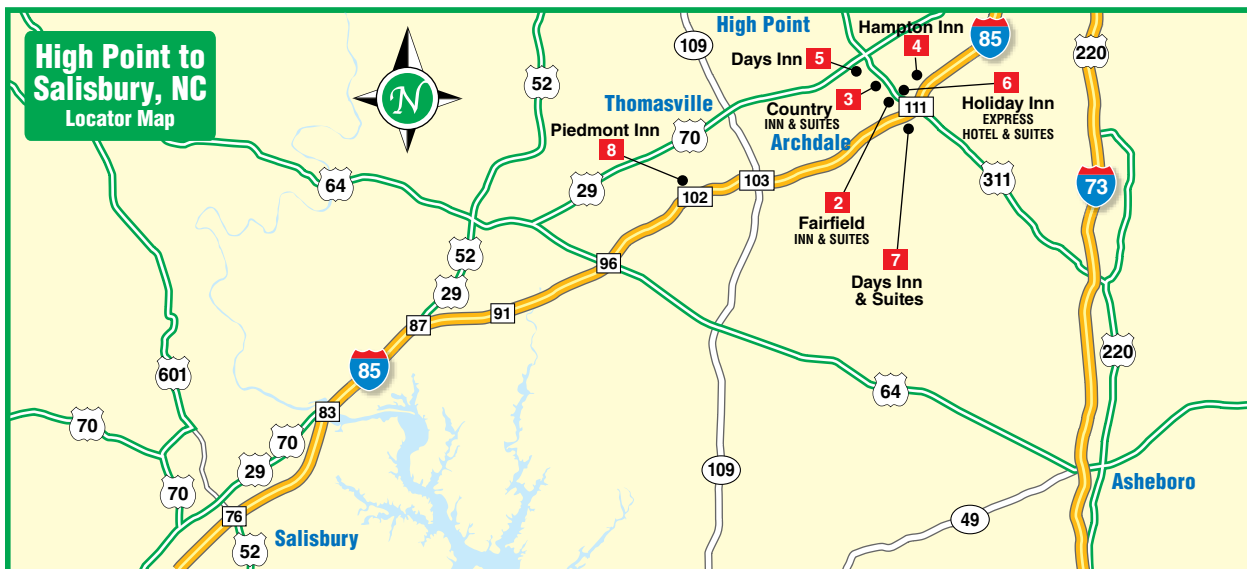 High Point to
Salisbury, NC
Locator Map
N
52
109
High Point
Hampton Inn
4
85
220
Days Inn
5
6
Holiday Inn
EXPRESS
HOTEL & SUITES
3
Country
INN & SUITES
111
Thomasville
70
Archdale
Piedmont Inn
8
64
29
102
103
311
73
2
Fairfield
INN & SUITES
7
Days Inn
& Suites
52
96
29
91
87
220
85
601
64
83
70
70
29
109
70
Asheboro
76
49
52
Salisbury